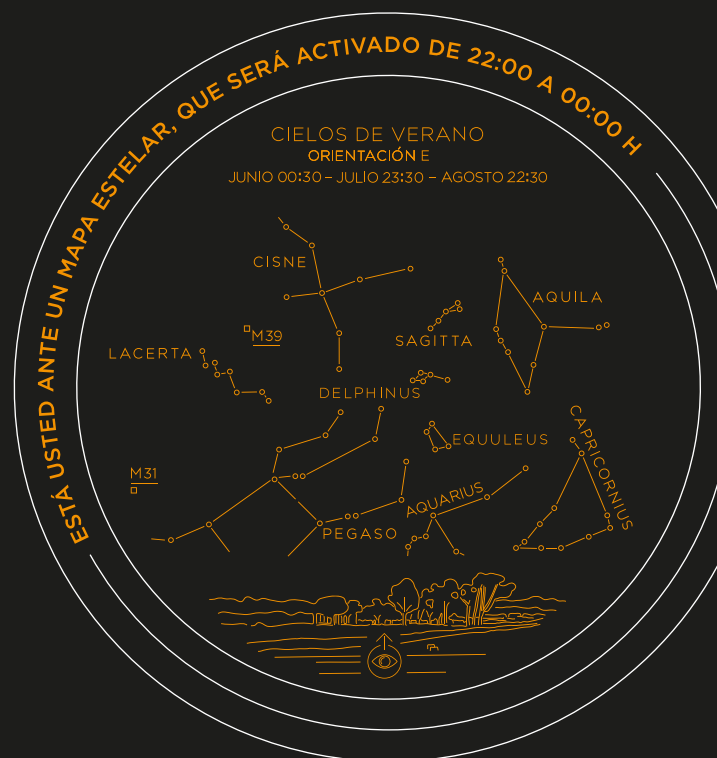 ESTÁ USTED ANTE UN MAPA ESTELAR, QUE SERÁ ACTIVADO DE 22:00 A 00:00 H
CIELOS DE VERANO
ORIENTACIÓN E
JUNIO 00:30 – JULIO 23:30 – AGOSTO 22:30
CISNE
AQUILA
M39
SAGITTA
LACERTA
DELPHINUS
EQUULEUS
CAPRICORNIUS
M31
AQUARIUS
PEGASO